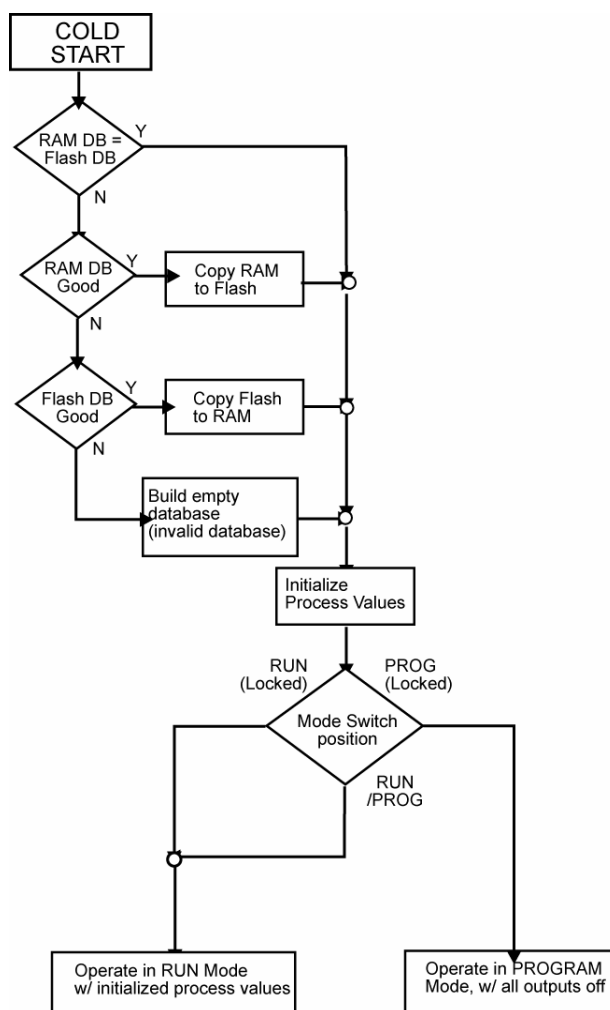 COLD
START
RAM DB =
Flash DB
Y
N
RAM DB
Good
Y
N
Copy RAM
to Flash
Flash DB
Good
Y
N
Copy Flash
to RAM
Build empty
database
(invalid database)
Initialize
Process Values
RUN
(Locked)
PROG
(Locked)
Mode Switch
position
RUN
/PROG
Operate in RUN Mode
w/ initialized process values
Operate in PROGRAM
Mode, w/ all outputs off